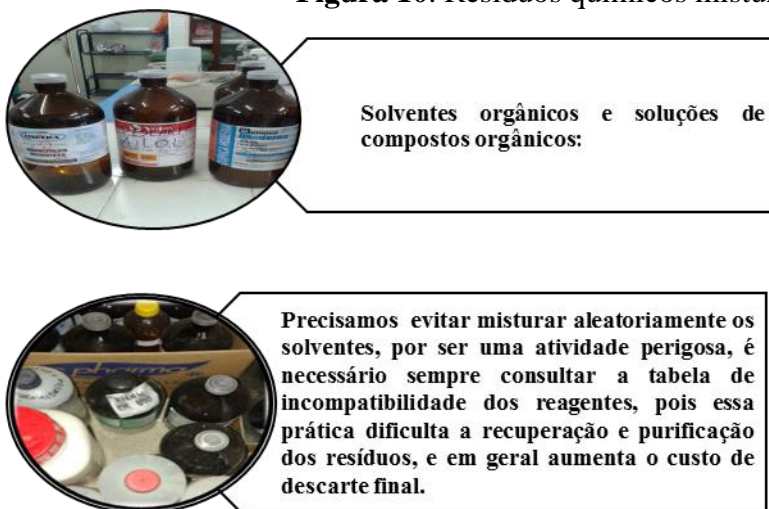 Figura 10: Resíduos químicos mistu
Solventes orgânicos e soluções de
compostos orgânicos:
XILOL
pharma
Precisamos evitar misturar aleatoriamente os
solventes, por ser uma atividade perigosa, é
necessário sempre consultar a tabela de
incompatibilidade dos reagentes, pois essa
prática dificulta a recuperação e purificação
dos resíduos, e em geral aumenta o custo de
descarte final.